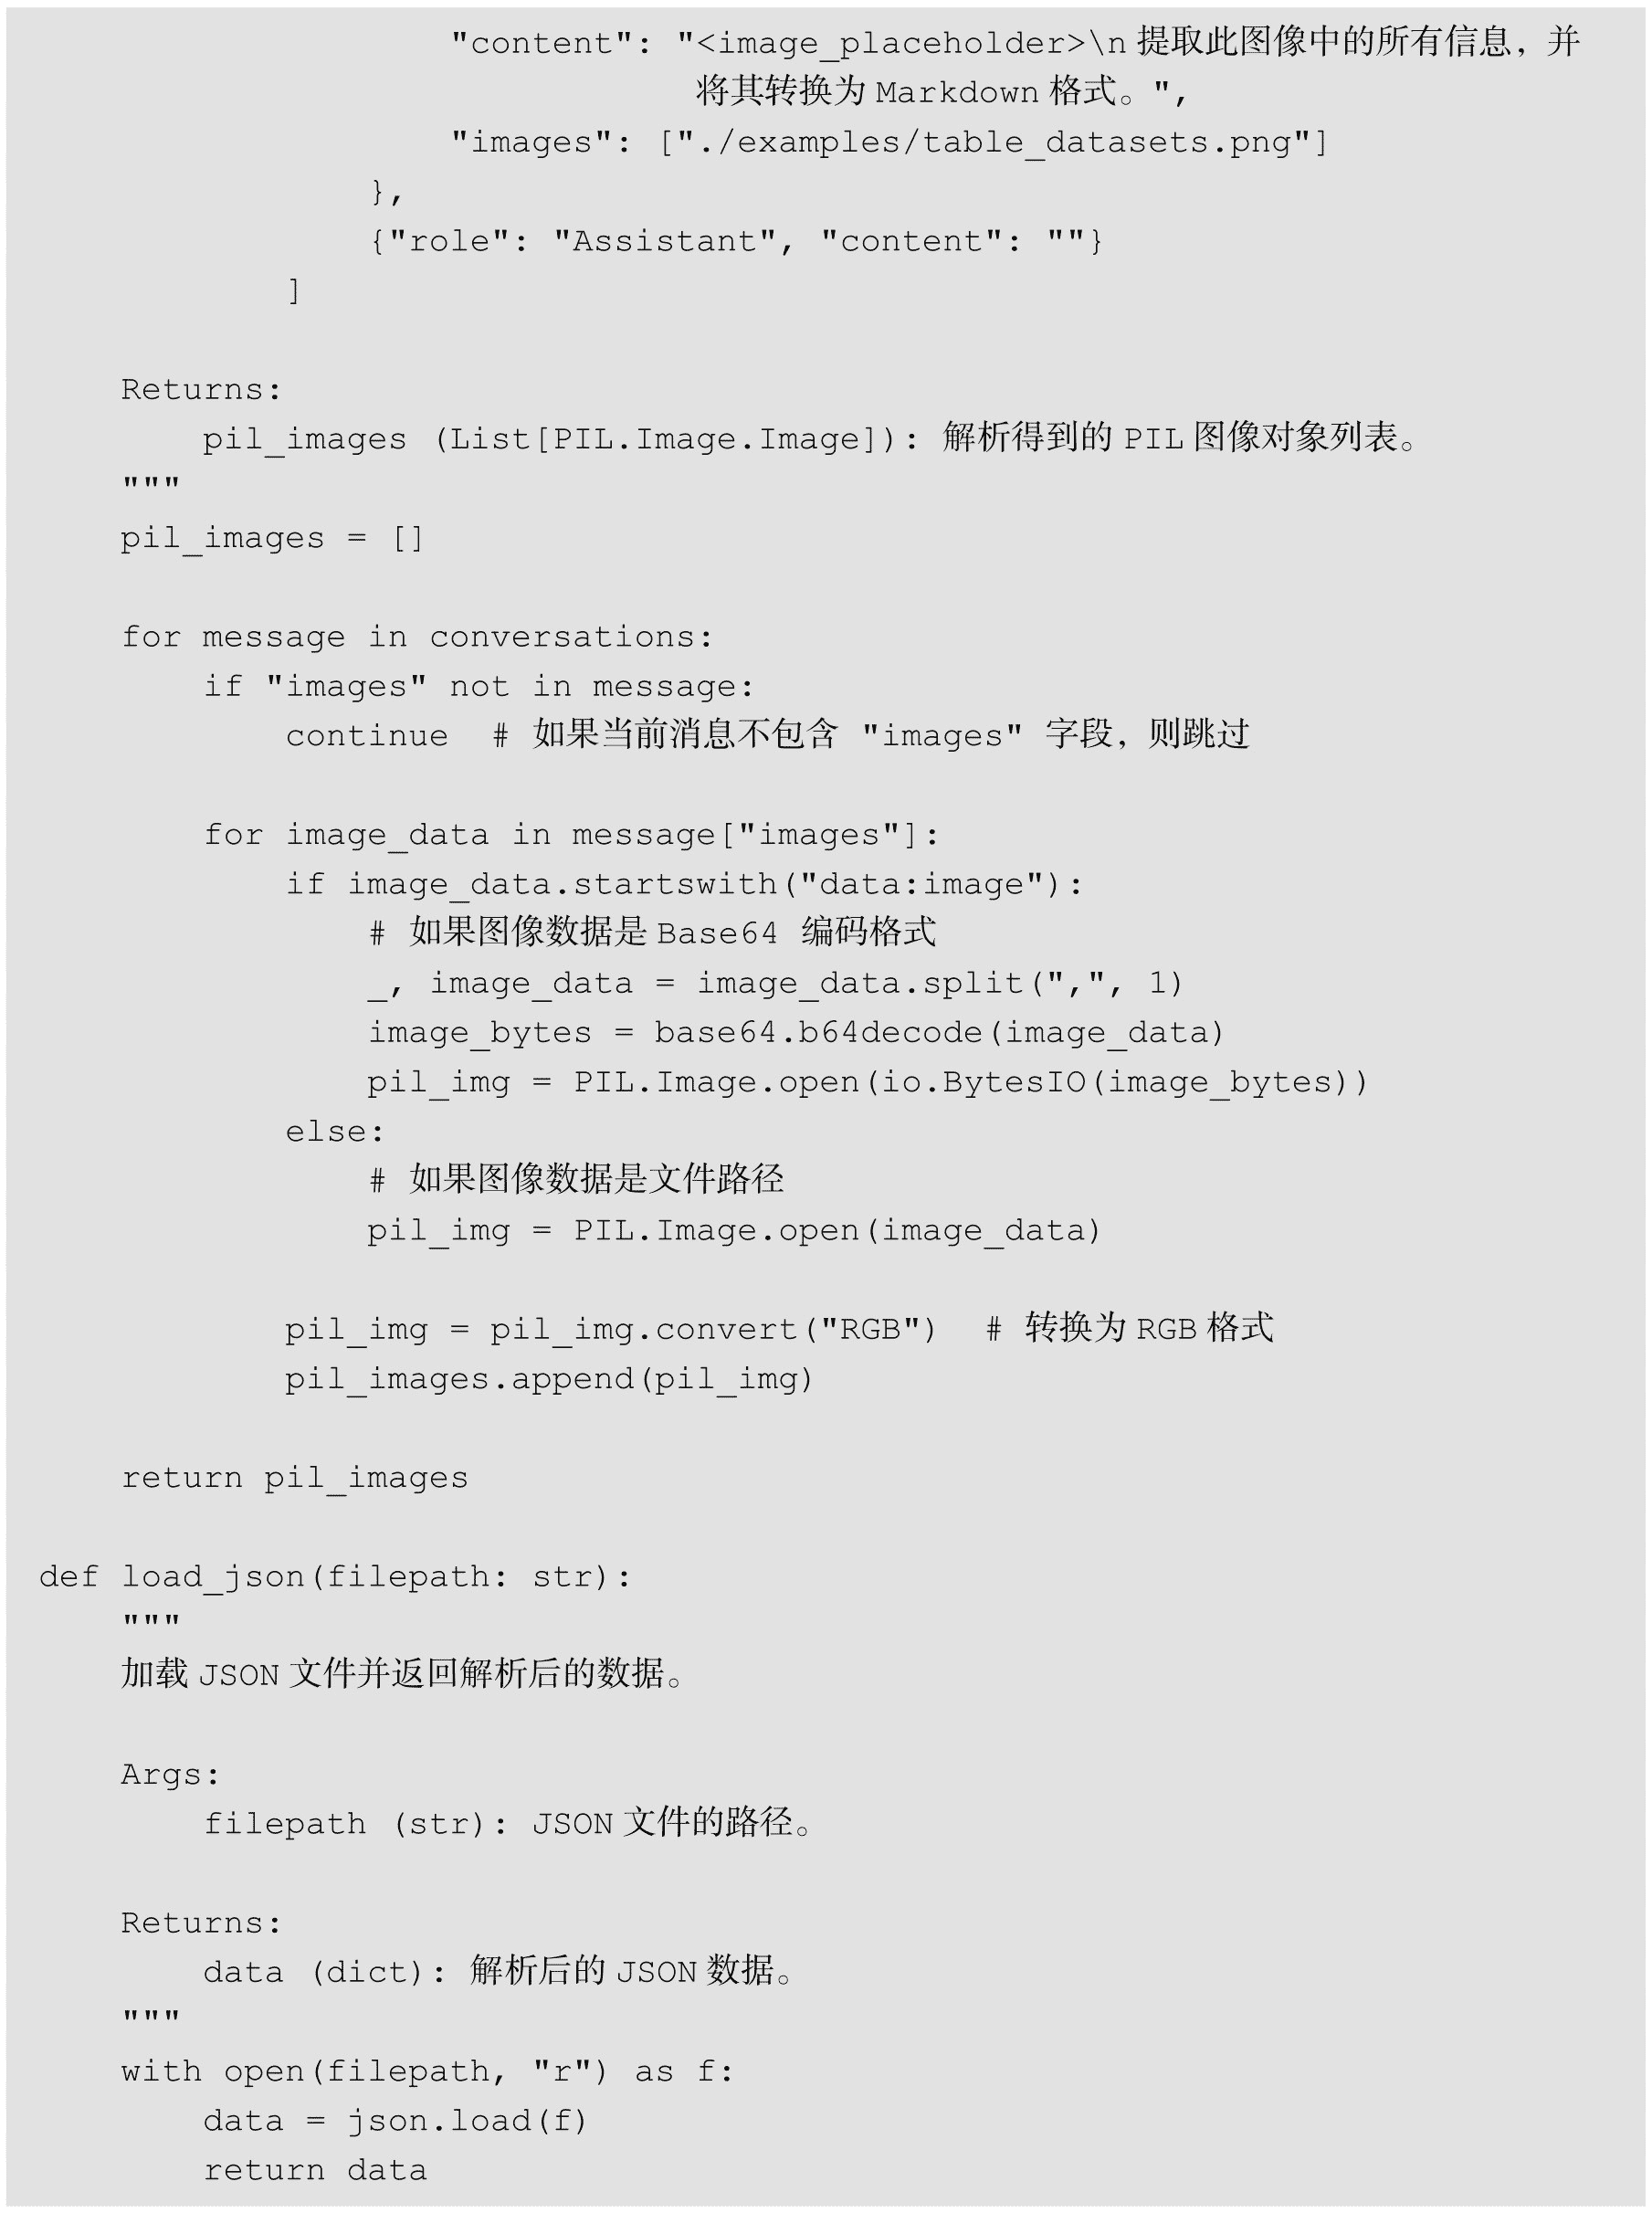 "content": "<image_placeholder>\n 提取此图像中的所有信息，并
将其转换为 Markdown 格式。",
"images": ["./examples/table_datasets.png"]
},
{"role": "Assistant", "content": ""}
]
Returns:
pil_images (List[PIL.Image.Image]): 解析得到的 PIL 图像对象列表。
"""
pil_images = []
for message in conversations:
if "images" not in message:
continue  # 如果当前消息不包含 "images" 字段，则跳过
for image_data in message["images"]:
if image_data.startswith("data:image"):
# 如果图像数据是 Base64 编码格式
_, image_data = image_data.split(",", 1)
image_bytes = base64.b64decode(image_data)
pil_img = PIL.Image.open(io.BytesIO(image_bytes))
else:
# 如果图像数据是文件路径
pil_img = PIL.Image.open(image_data)
pil_img = pil_img.convert("RGB")  # 转换为 RGB 格式
pil_images.append(pil_img)
return pil_images
def load_json(filepath: str):
"""
加载 JSON 文件并返回解析后的数据。
Args:
filepath (str): JSON 文件的路径。
Returns:
data (dict): 解析后的 JSON 数据。
"""
with open(filepath, "r") as f:
data = json.load(f)
return data